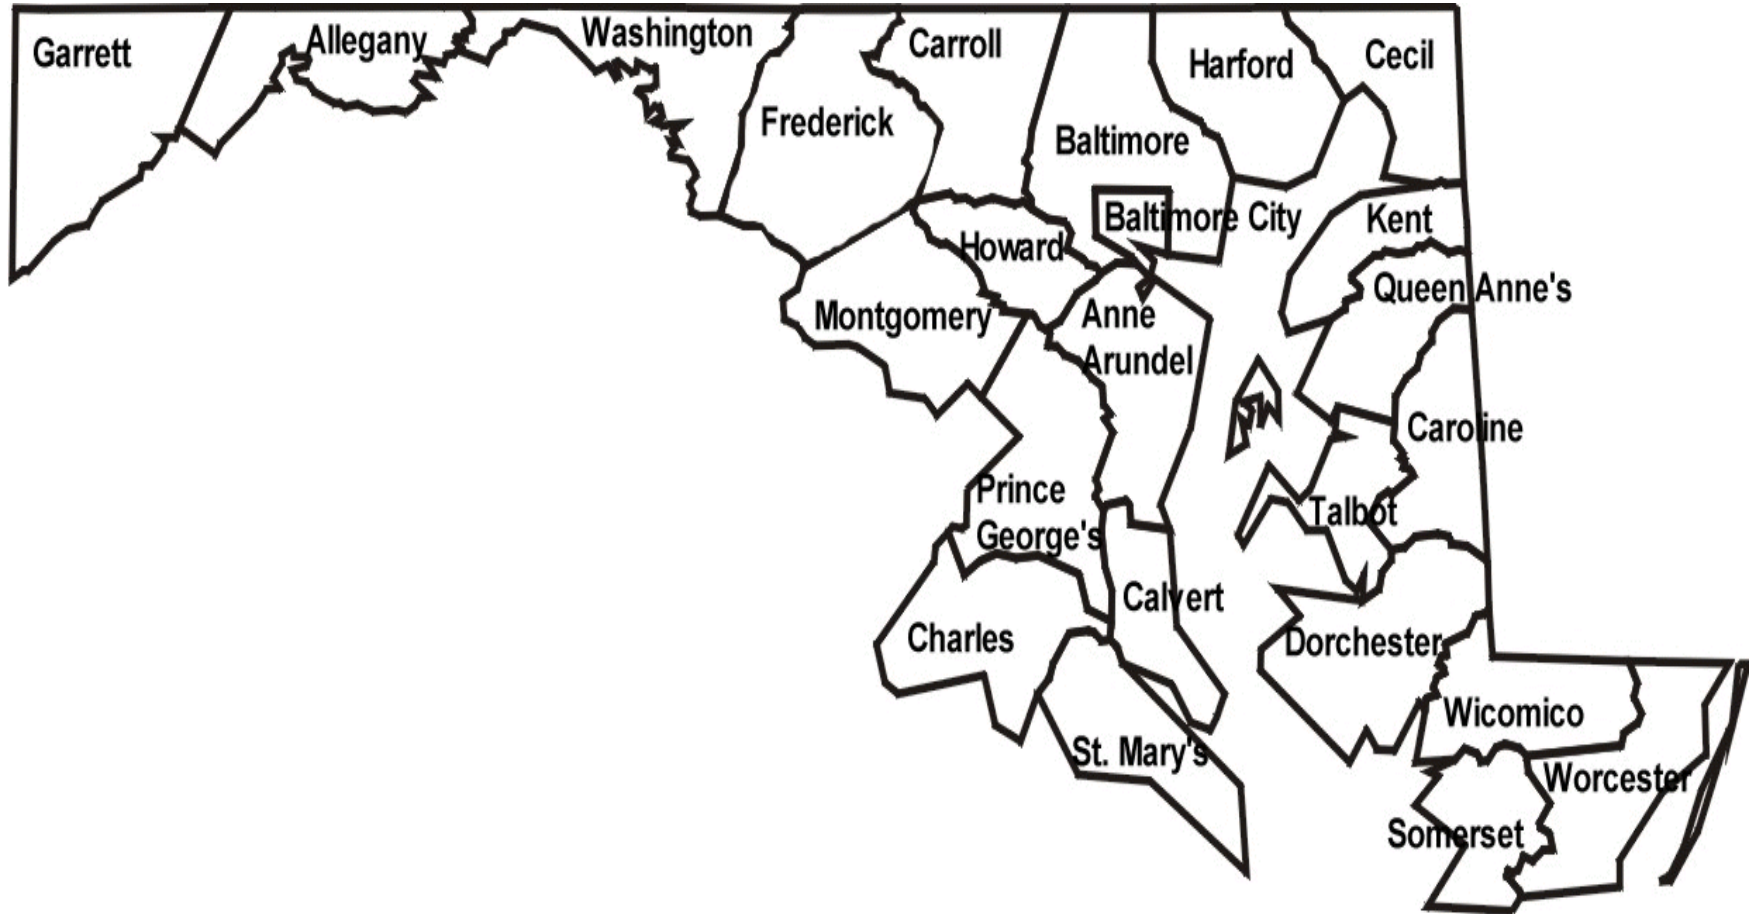 Garrett
Allegany
Washington
Frederick
Carroll
Baltimore
Harford
Cecil
Baltimore City
Kent
Howard
Montgomery
Anne
Arundel
Queen Anne's
Caroline
Prince
George's
Talbot
Calvert
Charles
Dorchester
St. Mary's
Wicomico
Worcester
Somerset